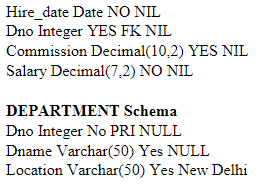 Hire_date Date NO NIL
Dno Integer YES FK NIL
Commission Decimal(10,2) YES NIL
Salary Decimal(7,2) NO NIL
DEPARTMENT Schema
Dno Integer No PRI NULL
Dname Varchar(50) Yes NULL
Location Varchar(50) Yes New Delhi